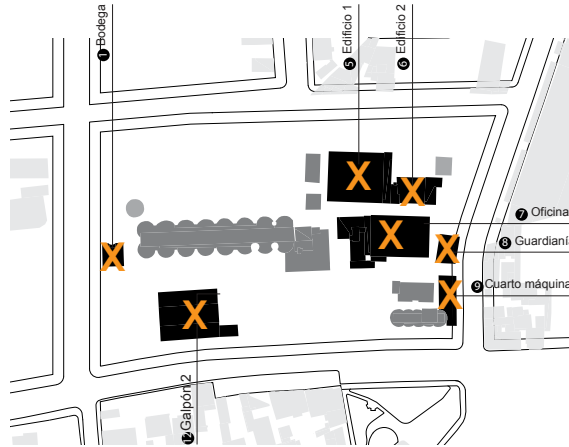 1 Bodega
5 Edificio 1
6 Edificio 2
7 Oficina
8 Guardianí
9 Cuarto máquina
12 Galpón 2